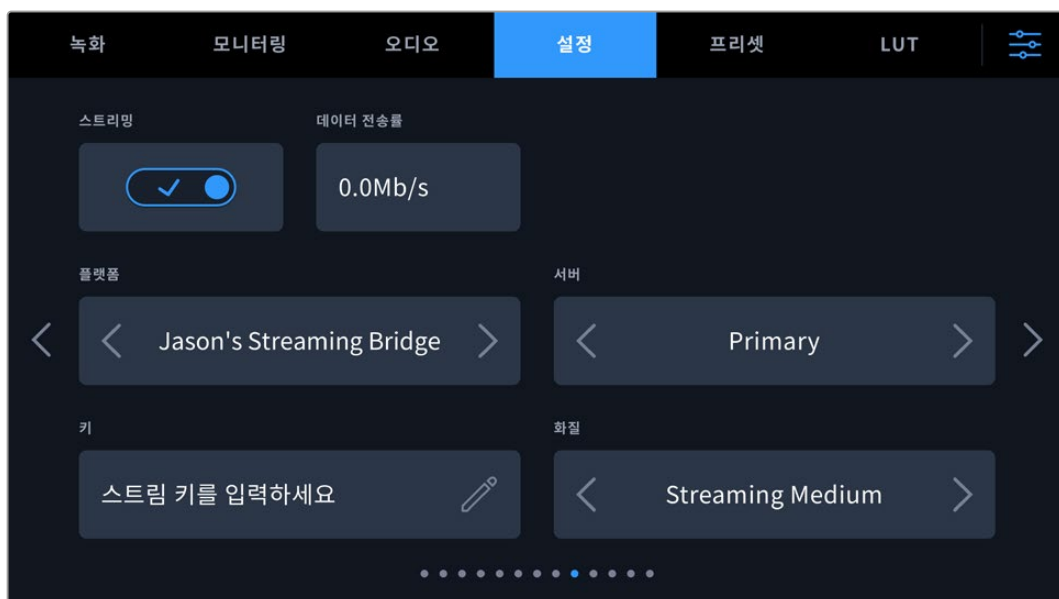 녹화 모니터링 오디오 설정 프리셋 LUT
스트리밍 데이터 전송률
0.0Mb/s
플랫폼 서버
Jason's Streaming Bridge Primary
키 화질
스트림 키를 입력하세요 Streaming Medium